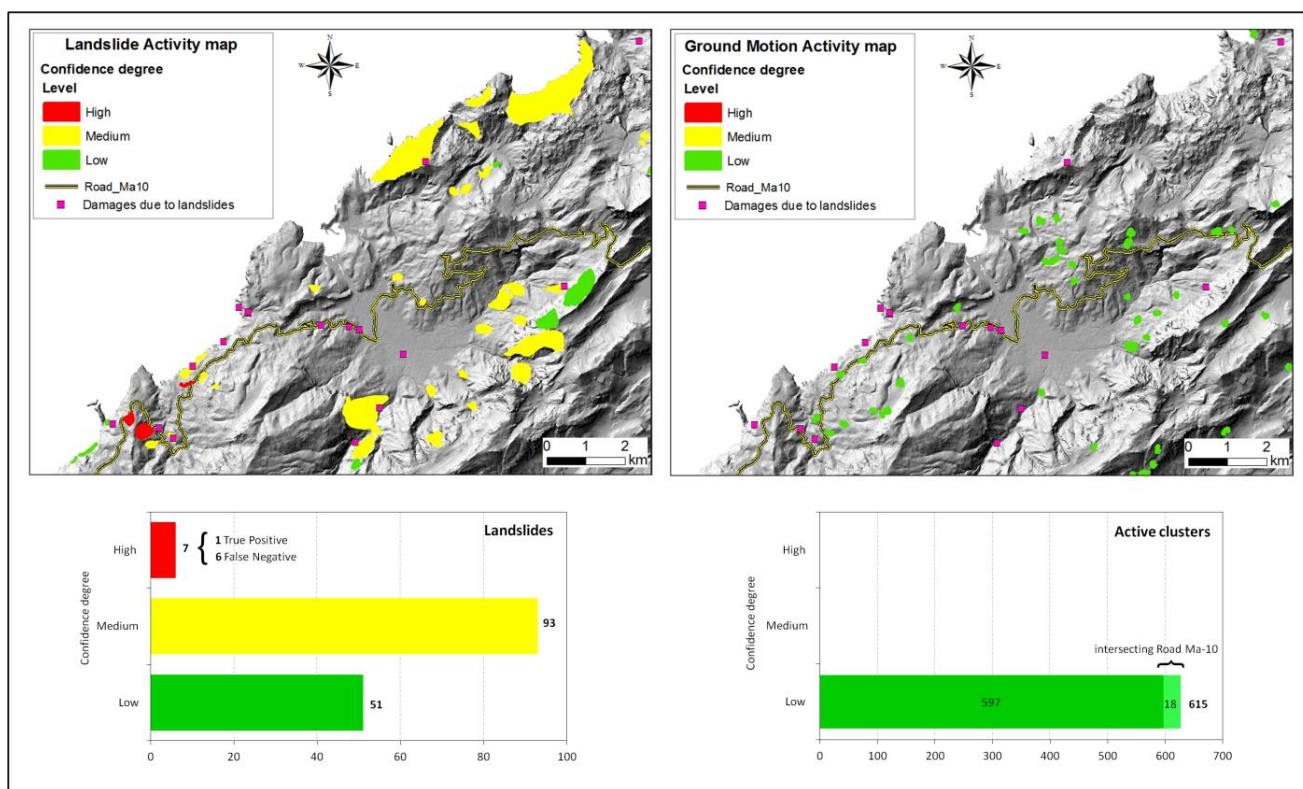 Landslide Activity map
Confidence degree
Level
High
Medium
Low
Road_Ma10
Damages due to landslides
N
W E
S
0 1 2
km
Ground Motion Activity map
Confidence degree
Level
High
Medium
Low
Road_Ma10
Damages due to landslides
N
W E
S
0 1 2
km
Landslides
Confidence degree
High
7 { 1 True Positive
6 False Negative
Medium
93
Low
51
0 20 40 60 80 100
Active clusters
Confidence degree
High
Medium
intersecting Road Ma-10
Low
597 18 615
0 100 200 300 400 500 600 700